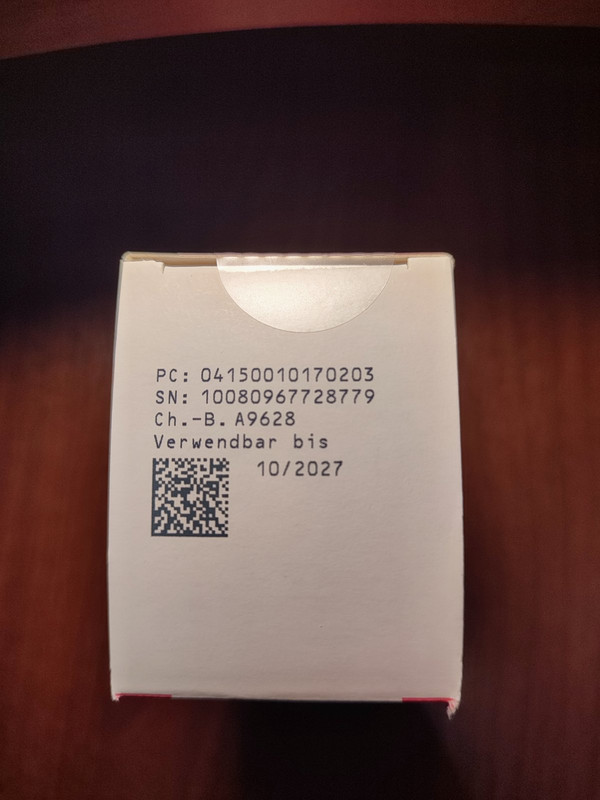 PC: 04150010170203
SN: 10080967728779
Ch.-B. A9628
Verwendbar bis
10/2027